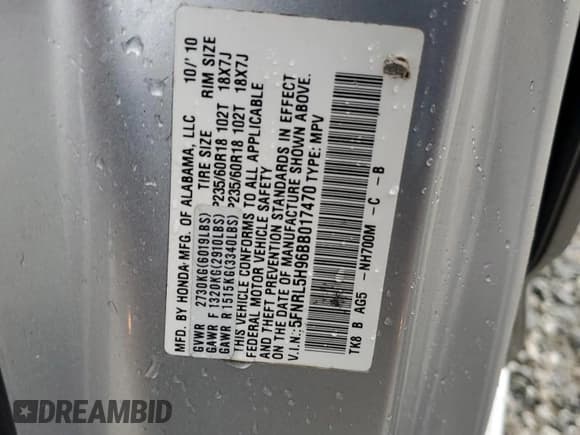 MFD. BY HONDA MFG. OF ALABAMA, LLC 10/'10
TIRE SIZE RIM SIZE
GVWR 2730KG(6019LBS)
GAWR F 1320KG(2910LBS) P235/60R18 102T 18X7J
GAWR R 1515KG(3340LBS) P235/60R18 102T 18X7J
THIS VEHICLE CONFORMS TO ALL APPLICABLE
FEDERAL MOTOR VEHICLE SAFETY
AND THEFT PREVENTION STANDARDS IN EFFECT
ON THE DATE OF MANUFACTURE SHOWN ABOVE.
V.I.N.:5FNRL5H96BB017470 TYPE: MPV
TK8 B AG5 -NH700M -C -B
DREAMBID